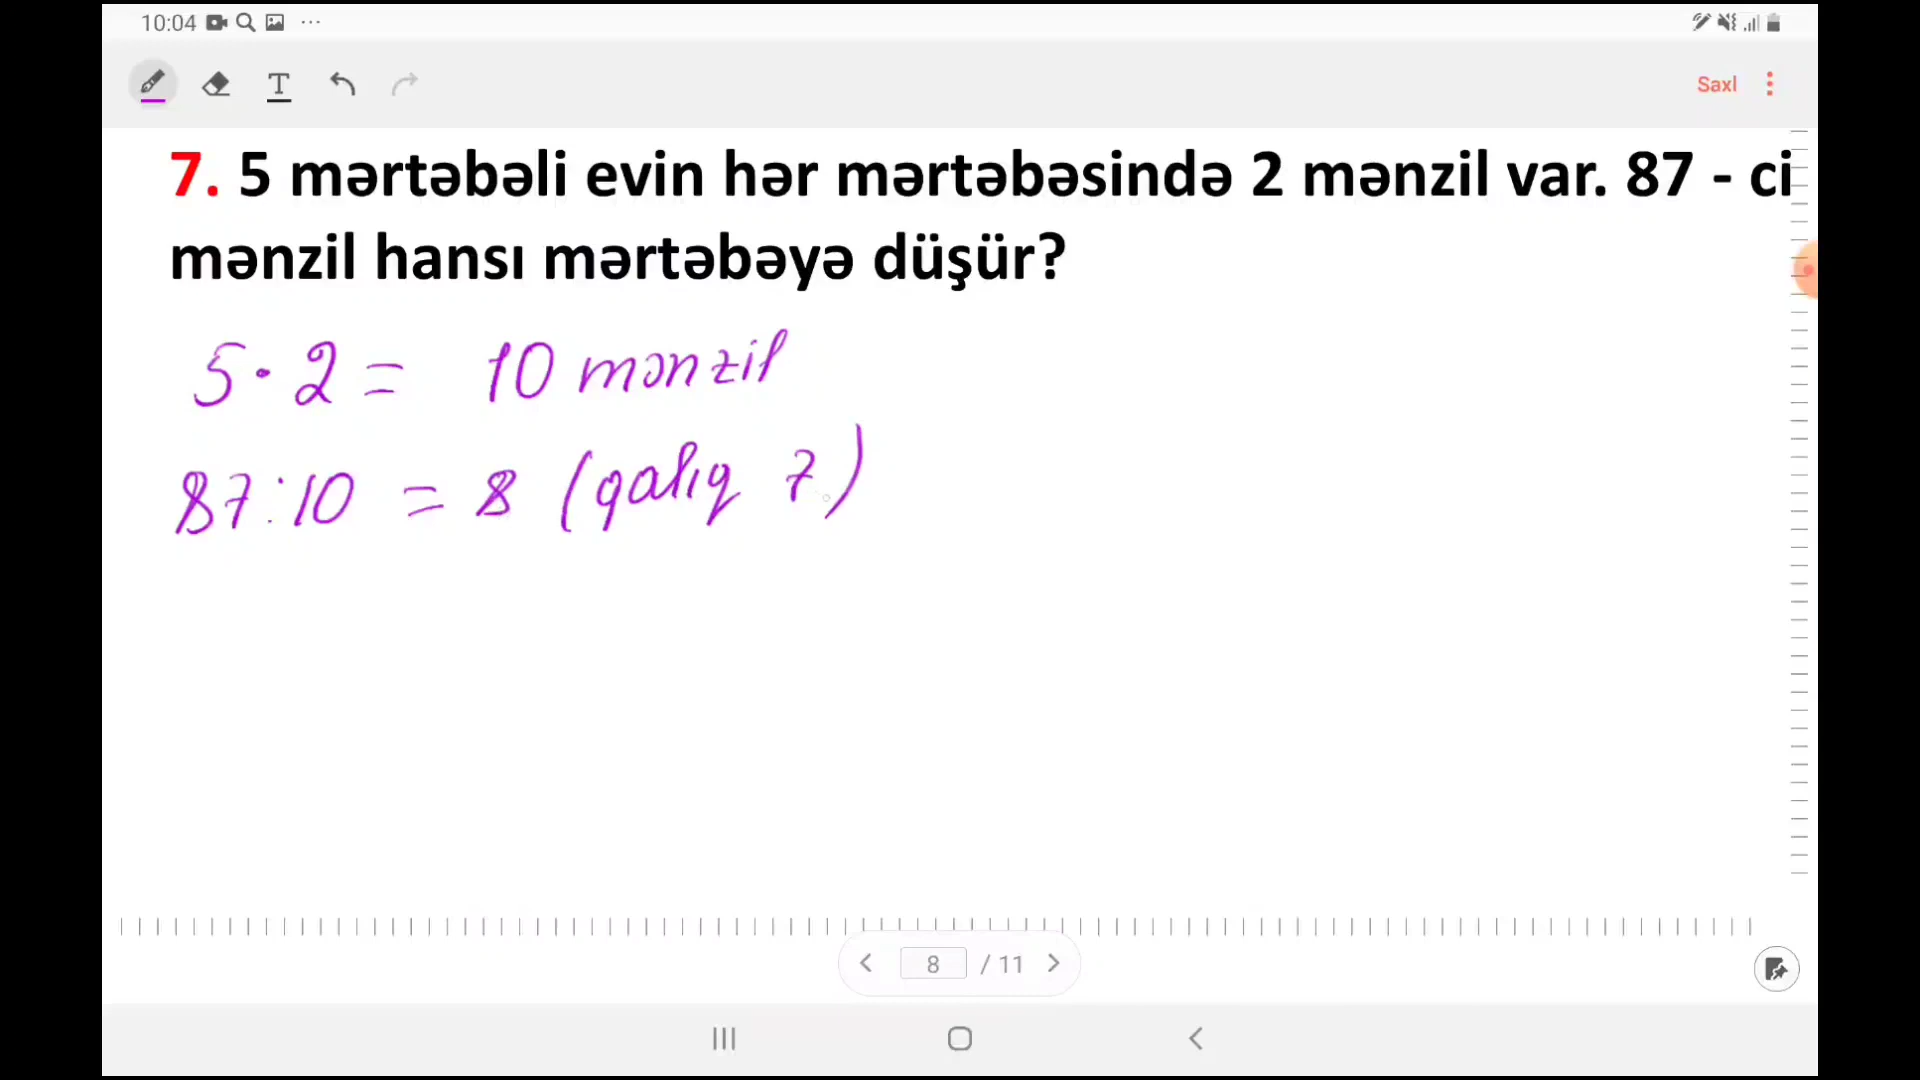 10:04
Saxl
7. 5 mərtəbəli evin hər mərtəbəsində 2 mənzil var. 87 - ci
mənzil hansı mərtəbəyə düşür?
5 · 2 = 10 mənzil
87 : 10 = 8 (qalıq 7)
8 / 11